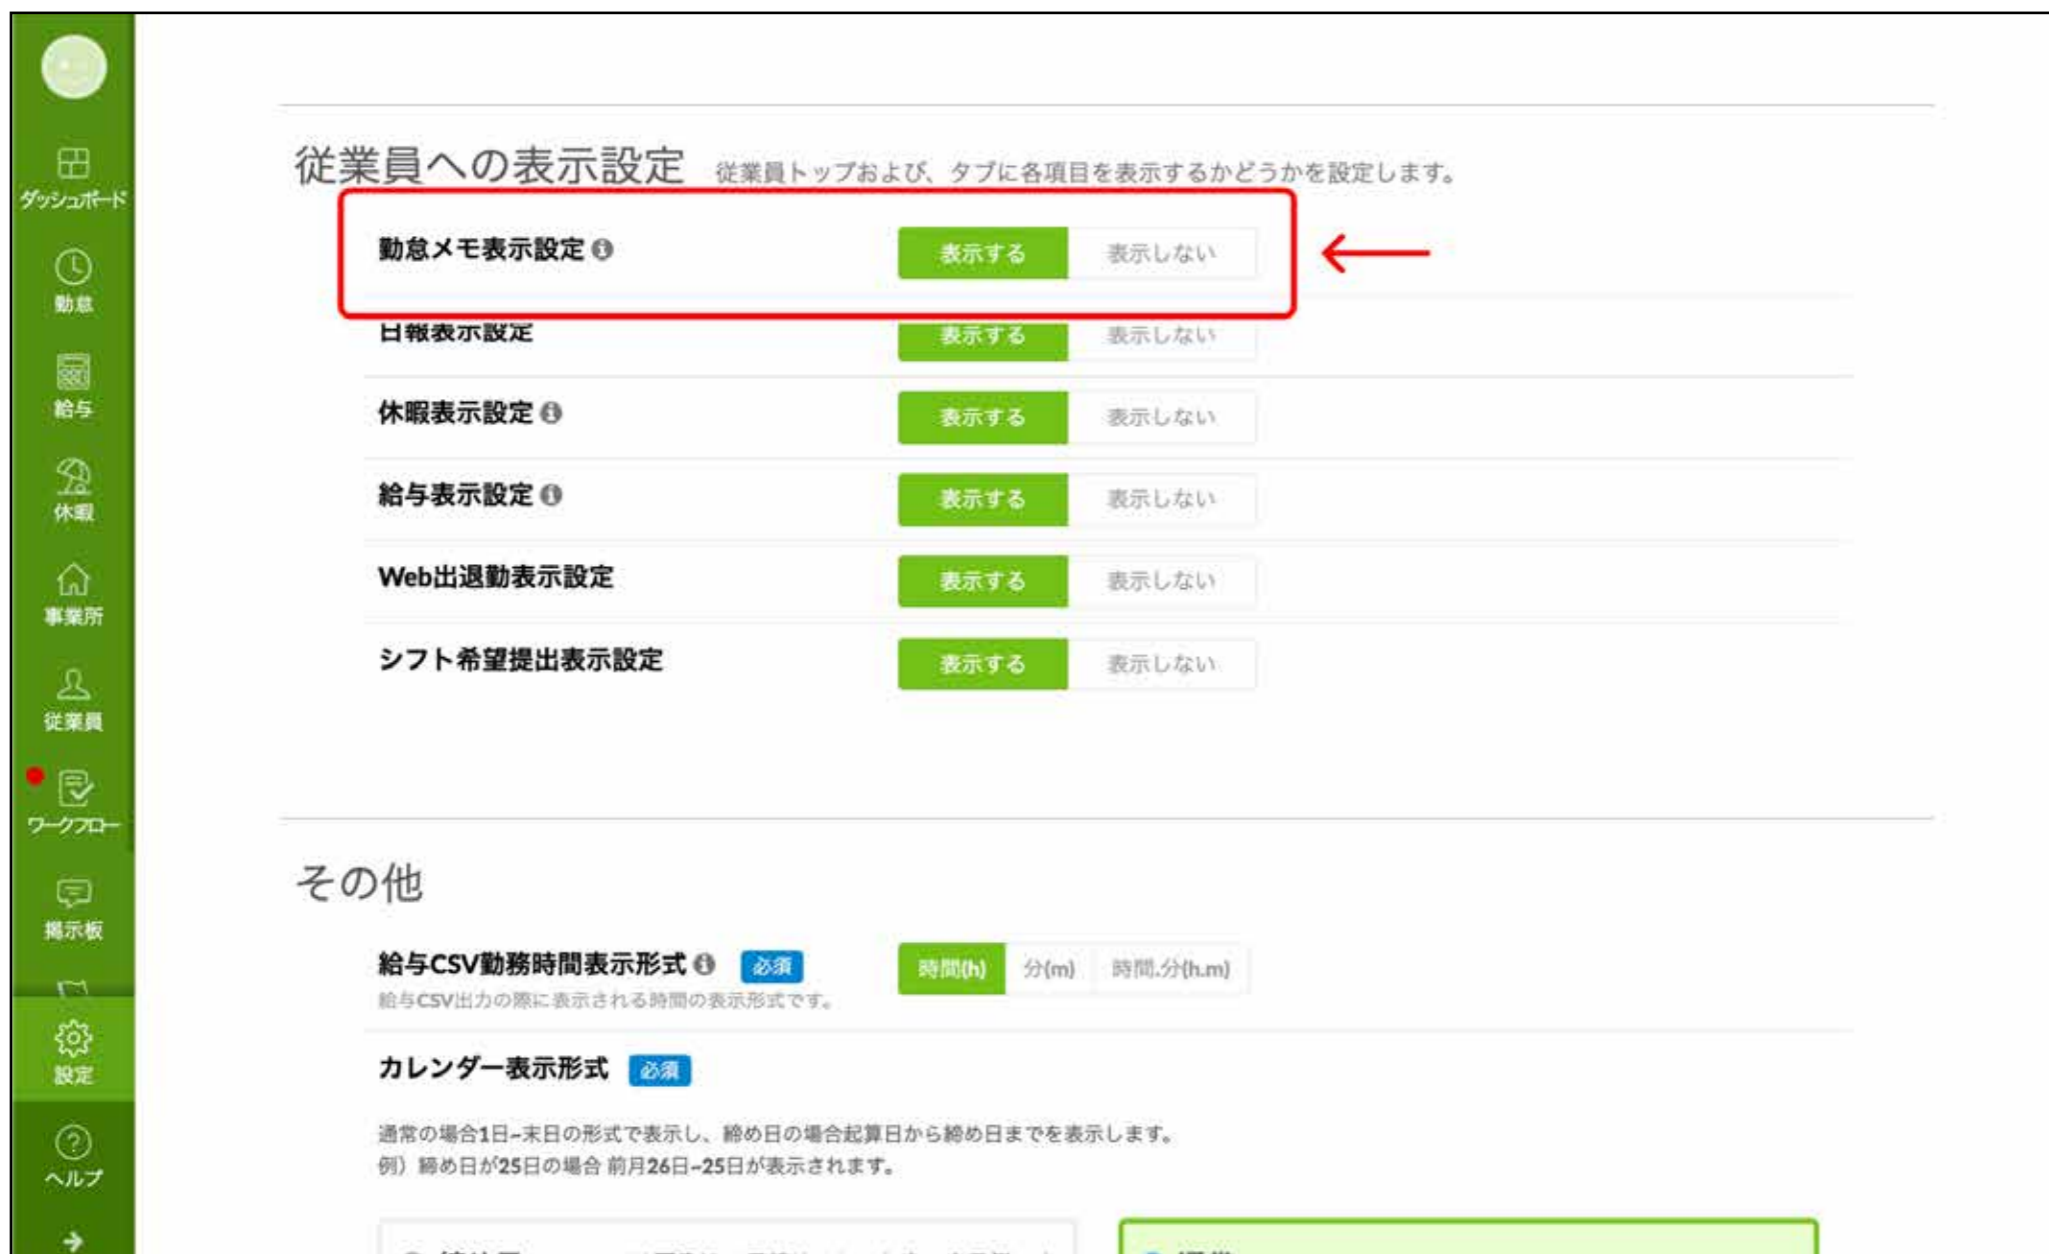 ダッシュボード
勤怠
給与
休暇
事業所
従業員
ワークフロー
掲示板
設定
ヘルプ
従業員への表示設定 従業員トップおよび、タブに各項目を表示するかどうかを設定します。
勤怠メモ表示設定 表示する 表示しない
日報表示設定 表示する 表示しない
休暇表示設定 表示する 表示しない
給与表示設定 表示する 表示しない
Web出退勤表示設定 表示する 表示しない
シフト希望提出表示設定 表示する 表示しない
その他
給与CSV勤務時間表示形式 必須 時間(h) 分(m) 時間.分(h.m)
給与CSV出力の際に表示される時間の表示形式です。
カレンダー表示形式 必須
通常の場合1日~末日の形式で表示し、締め日の場合起算日から締め日までを表示します。
例）締め日が25日の場合 前月26日~25日が表示されます。